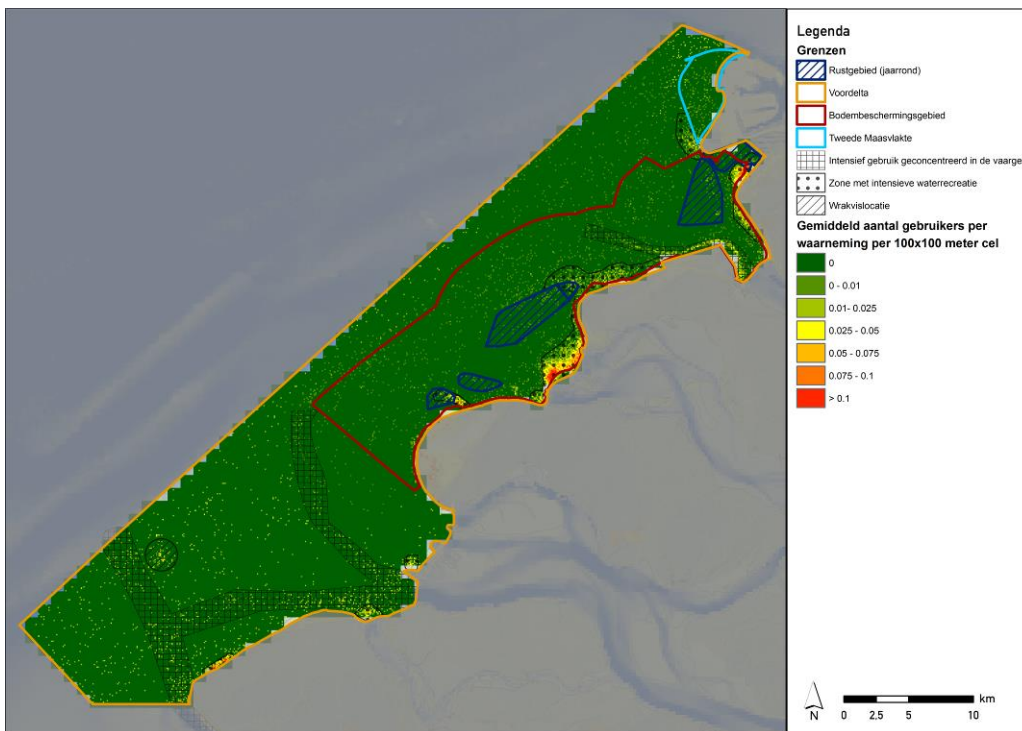 Legenda
Grenzen
Rustgebied (jaarrond)
Voordelta
Bodembeschermingsgebied
Tweede Maasvlakte
Intensief gebruik geconcentreerd in de vaarge
Zone met intensieve waterrecreatie
Wrakvislocatie
Gemiddeld aantal gebruikers per
waarneming per 100x100 meter cel
0
0 - 0.01
0.01- 0.025
0.025 - 0.05
0.05 - 0.075
0.075 - 0.1
> 0.1
N
km
0 2,5 5 10